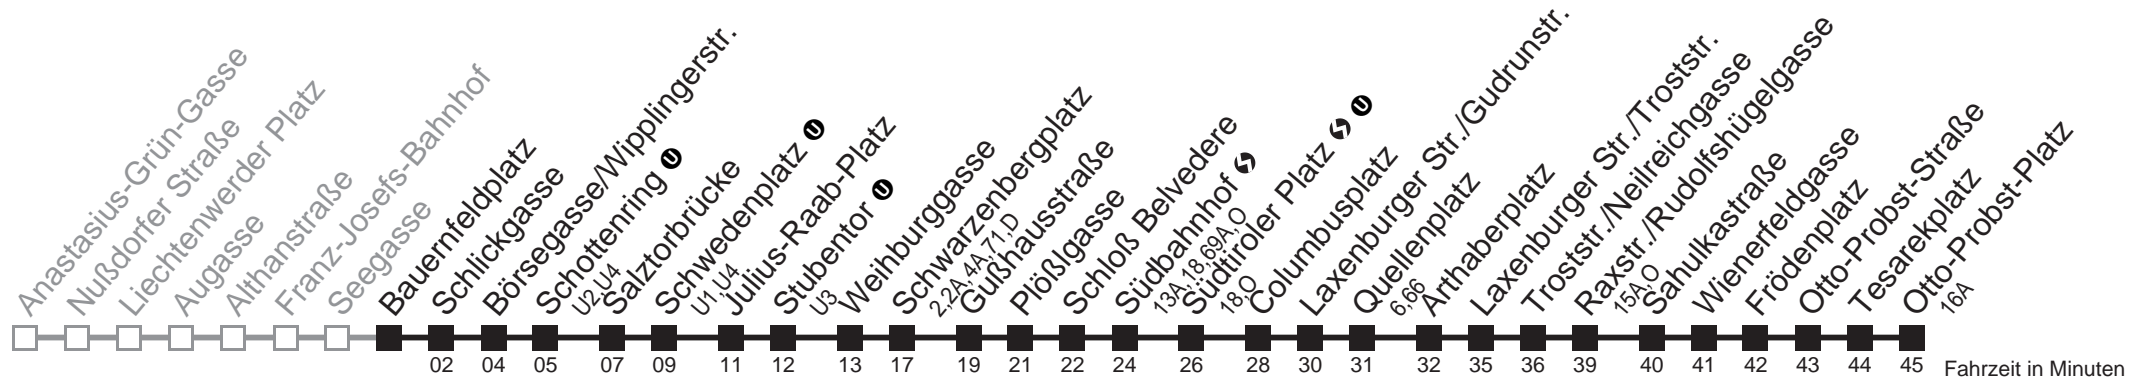 Anastasius-Grün-Gasse
Nußdorfer Straße
Liechtenwerder Platz
Augasse
Althanstraße
Franz-Josefs-Bahnhof
Seegasse
Bauernfeldplatz
Schlickgasse
02
Börsegasse/Wipplingerstr.
04
Schottenring U
U2,U4
05
Salztorbrücke
07
Schwedenplatz U
U1,U4
09
Julius-Raab-Platz
11
Stubentor U
U3
12
Weihburggasse
13
Schwarzenbergplatz
2,2A,4A,71,D
17
Gußhausstraße
19
Plößlgasse
21
Schloß Belvedere
22
Südbahnhof
13A,18,69A,O
24
Südtiroler Platz U
18,O
26
Columbusplatz
28
Laxenburger Str./Gudrunstr.
30
Quellenplatz
6,66
31
Arthaberplatz
32
Laxenburger Str./Troststr.
35
Troststr./Neilreichgasse
36
Raxstr./Rudolfshügelgasse
15A,O
39
Sahulkastraße
40
Wienerfeldgasse
41
Frödenplatz
42
Otto-Probst-Straße
43
Tesarekplatz
44
Otto-Probst-Platz
16A
45
Fahrzeit in Minuten